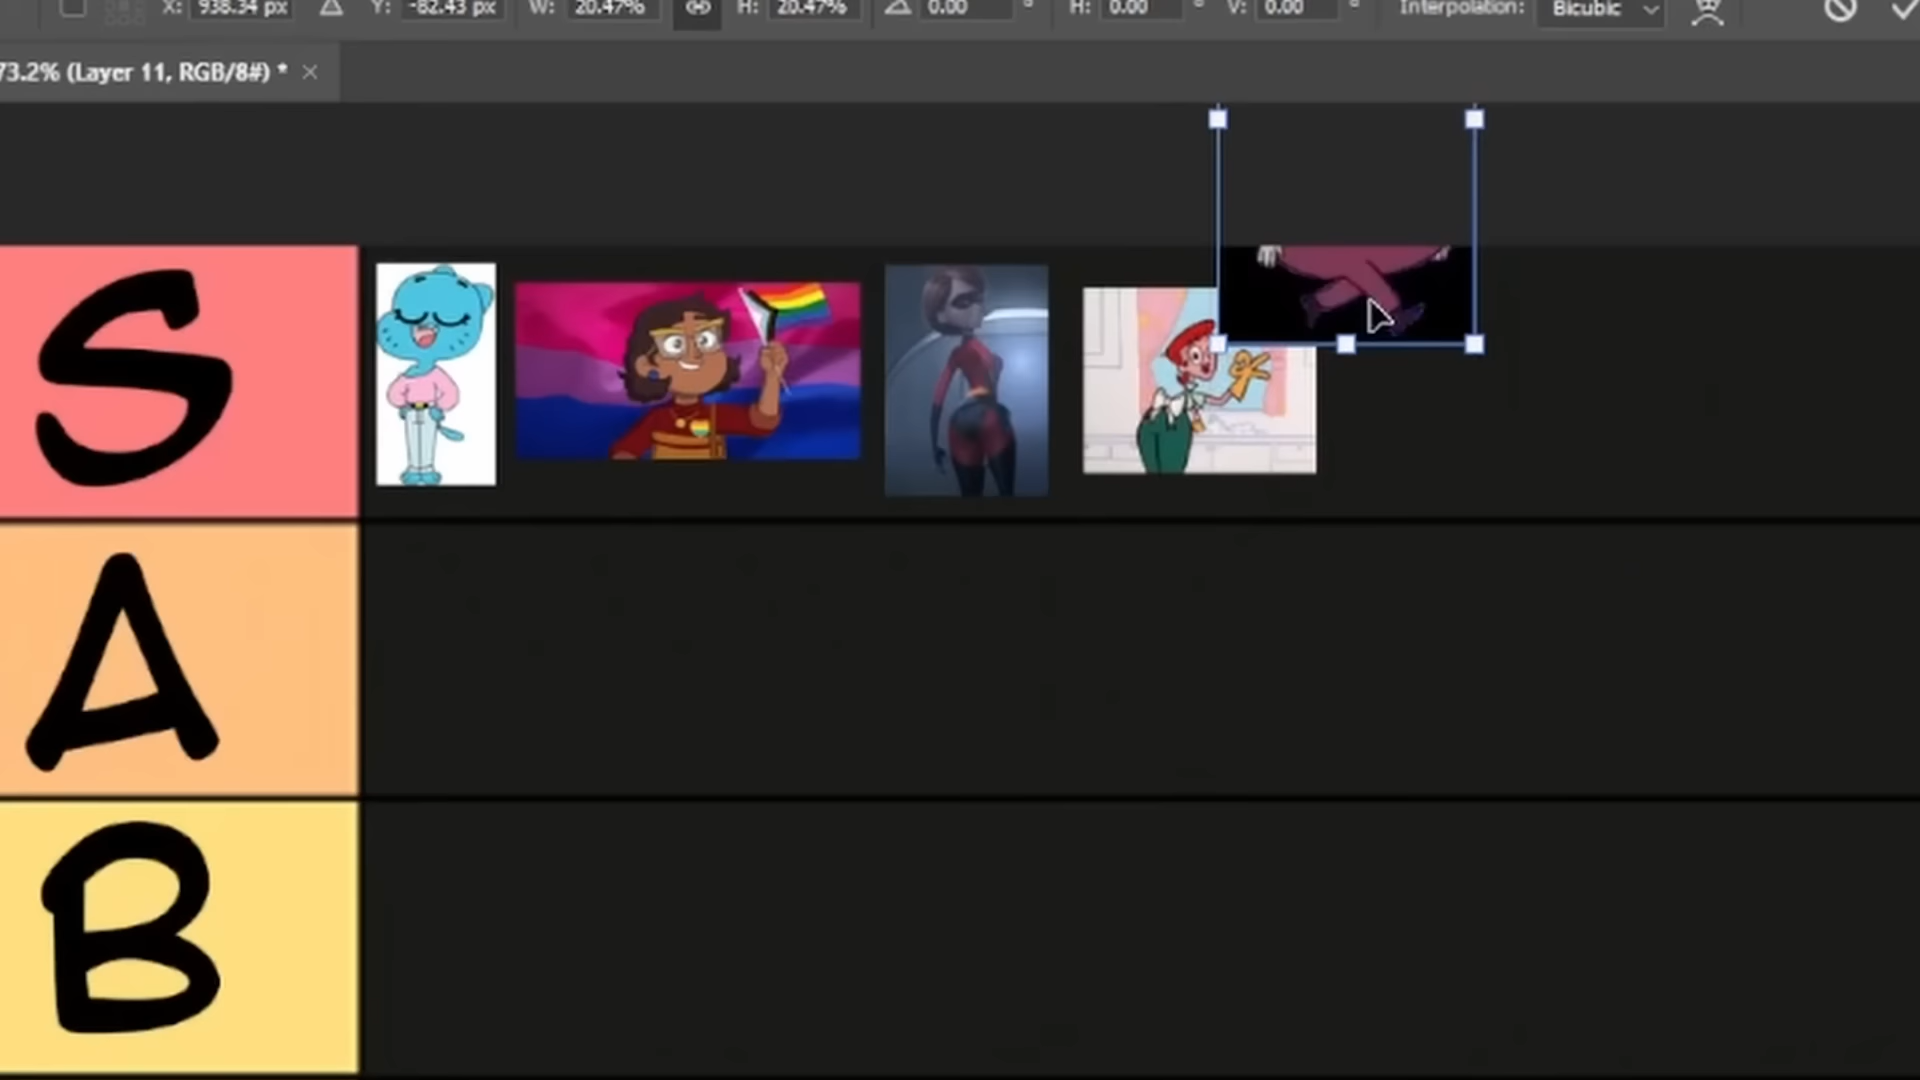 X: 938.34 px Y: -82.43 px W: 20.47% H: 20.47% 0.00 ° H: 0.00 ° V: 0.00 ° Interpolation: Bicubic
73.2% (Layer 11, RGB/8#) * ×
S
A
B